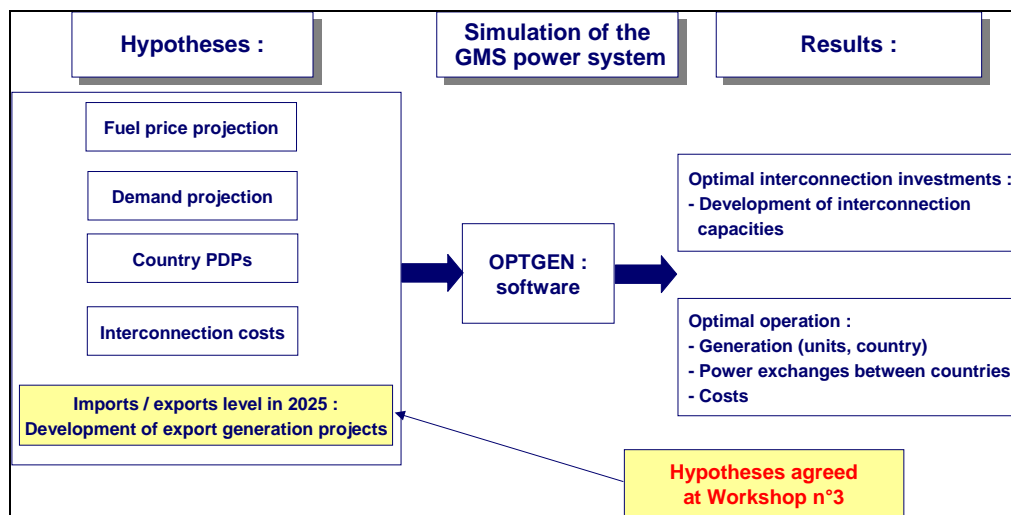 Hypotheses :
Simulation of the
GMS power system
Results :
Fuel price projection
Demand projection
Country PDPs
Interconnection costs
Imports / exports level in 2025 :
Development of export generation projects
OPTGEN :
software
Optimal interconnection investments :
- Development of interconnection
capacities
Optimal operation :
- Generation (units, country)
- Power exchanges between countries
- Costs
Hypotheses agreed
at Workshop n°3